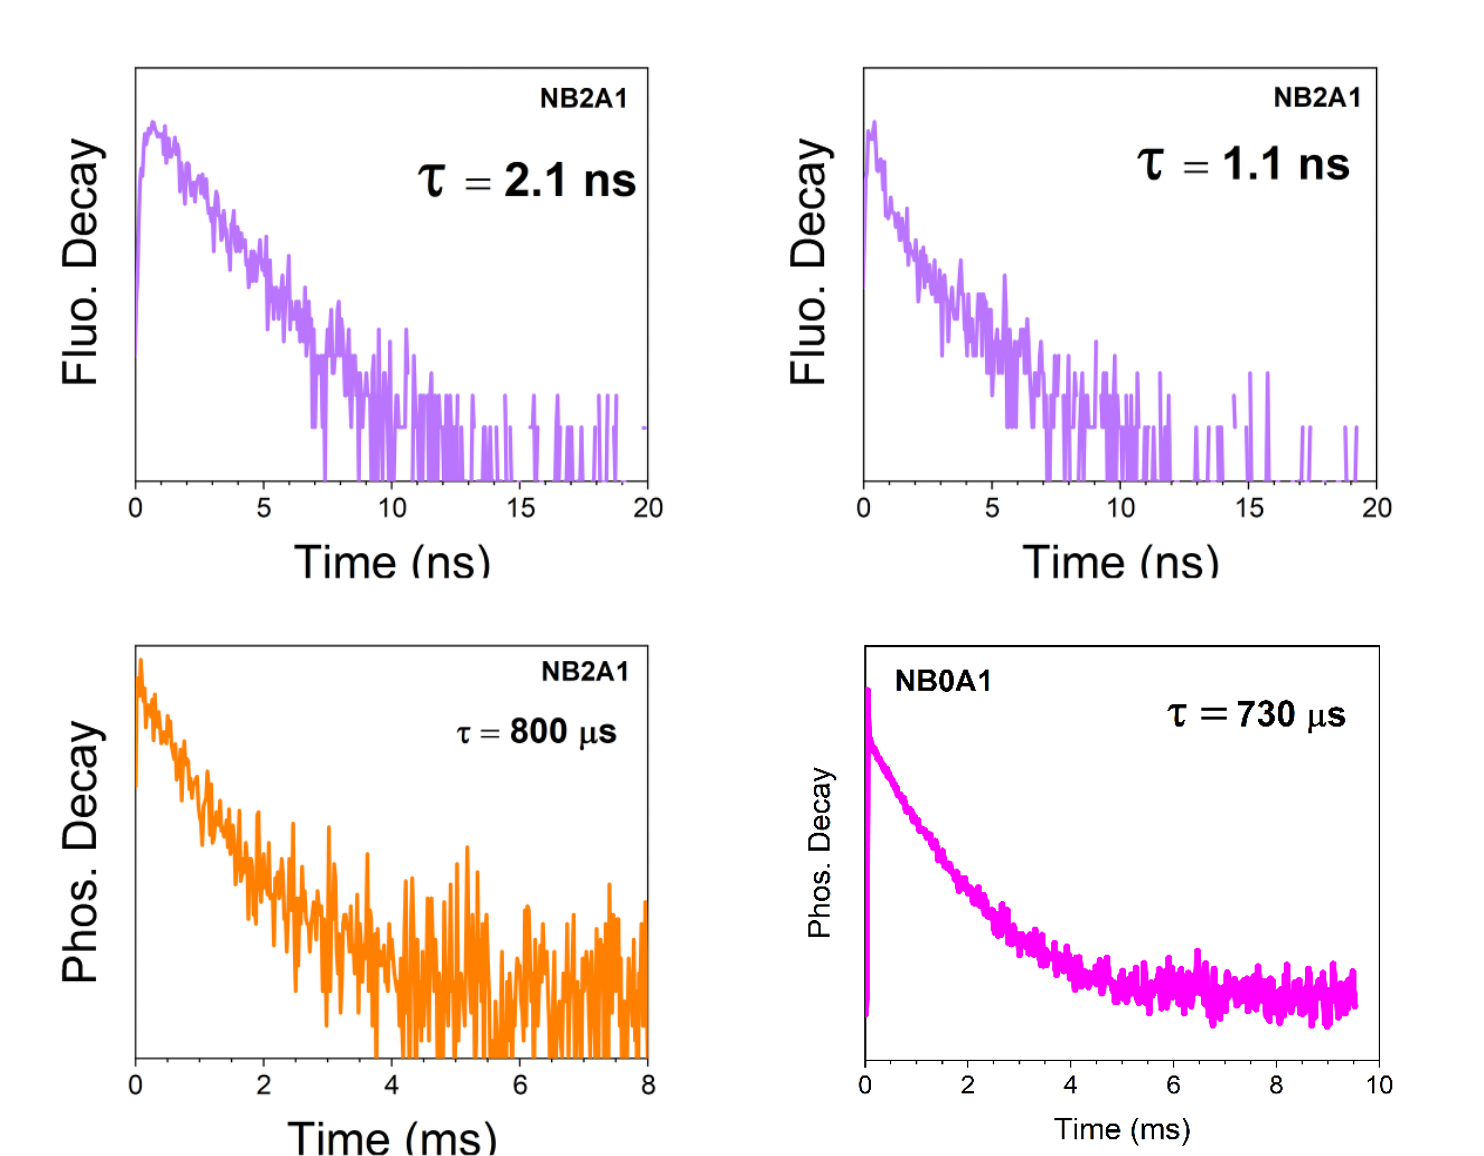 NB2A1
τ = 2.1 ns
Fluo. Decay
0 5 10 15 20
Time (ns)
NB2A1
τ = 1.1 ns
Fluo. Decay
0 5 10 15 20
Time (ns)
NB2A1
τ = 800 μs
Phos. Decay
0 2 4 6 8
Time (ms)
NB0A1
τ = 730 μs
Phos. Decay
0 2 4 6 8 10
Time (ms)